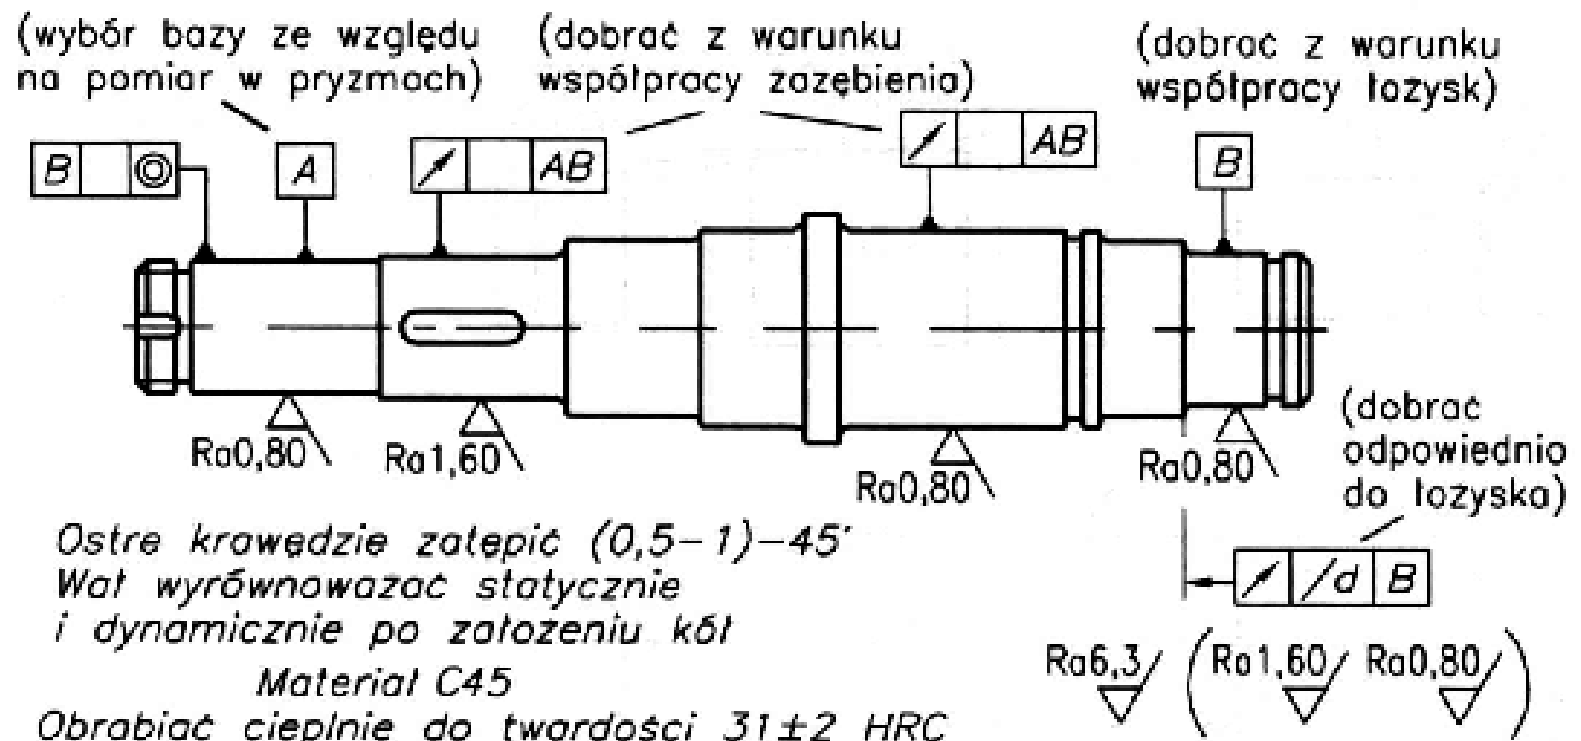 (wybór bazy ze względu
na pomiar w pryzmach)
(dobrać z warunku
współpracy zazębienia)
(dobrać z warunku
współpracy łożysk)
B ◎
A
↗ AB
↗ AB
B
Ra0,80
Ra1,60
Ra0,80
Ra0,80
(dobrać
odpowiednio
do łożyska)
↗ /d B
Ostre krawędzie zatępić (0,5-1)-45°
Wał wyrównoważać statycznie
i dynamicznie po założeniu kół
Materiał C45
Obrabiać cieplnie do twardości 31±2 HRC
Ra6,3 (Ra1,60 Ra0,80)